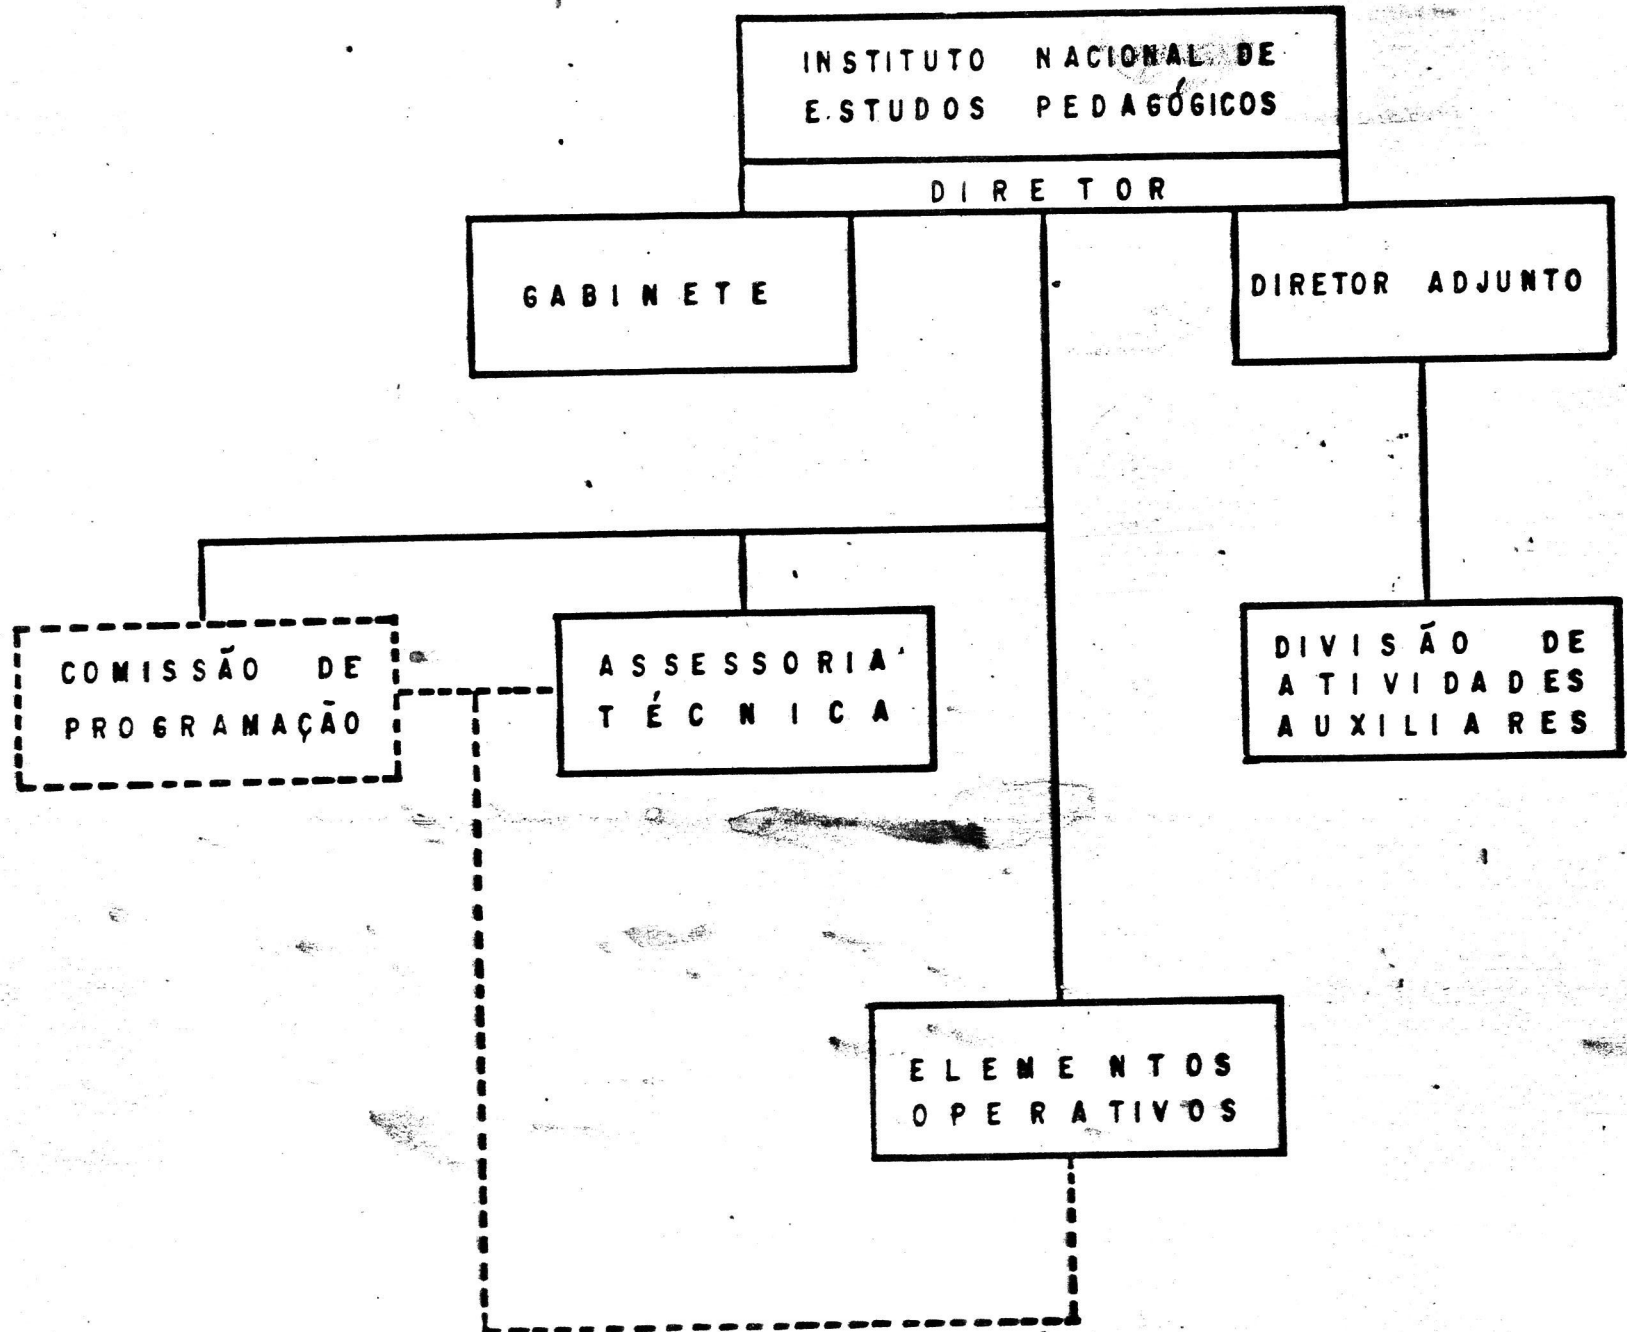 INSTITUTO NACIONAL DE
ESTUDOS PEDAGÓGICOS
DIRETOR
GABINETE
DIRETOR ADJUNTO
COMISSÃO DE
PROGRAMAÇÃO
ASSESSORIA
TÉCNICA
DIVISÃO DE
ATIVIDADES
AUXILIARES
ELEMENTOS
OPERATIVOS